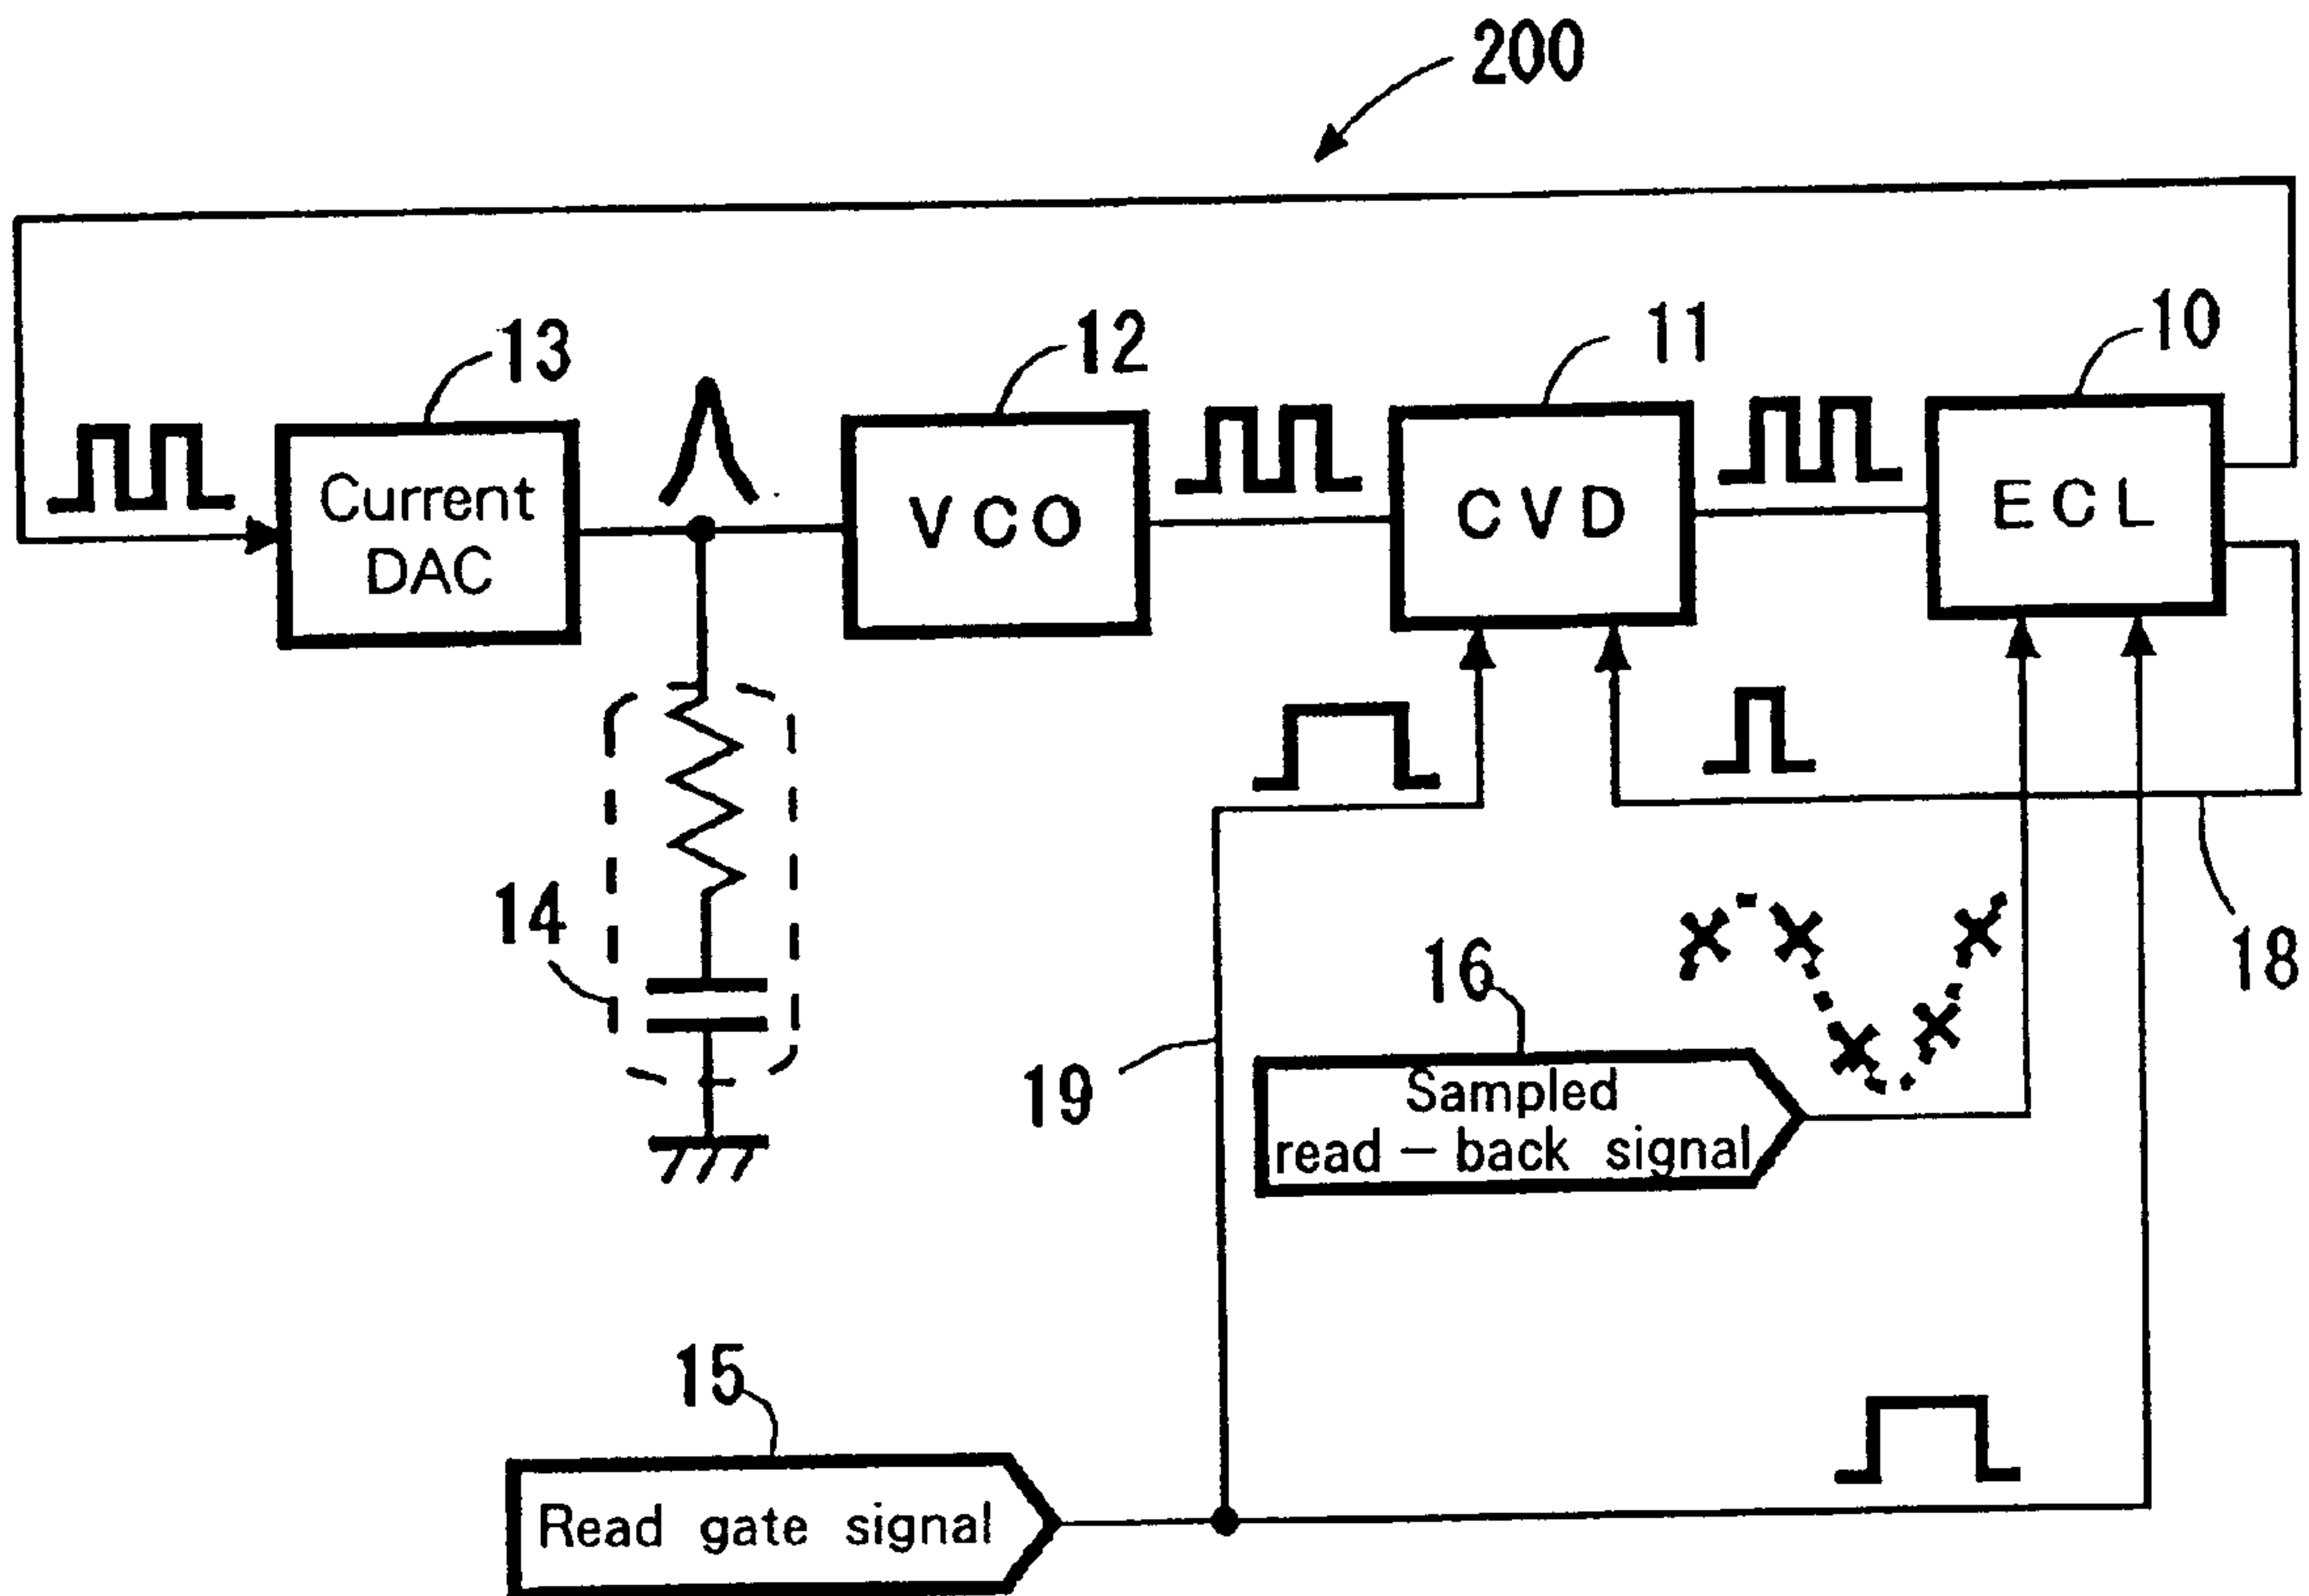 200
13
12
11
10
Current
DAC
VCO
CVD
ECL
14
16
18
19
Sampled
read-back signal
15
Read gate signal